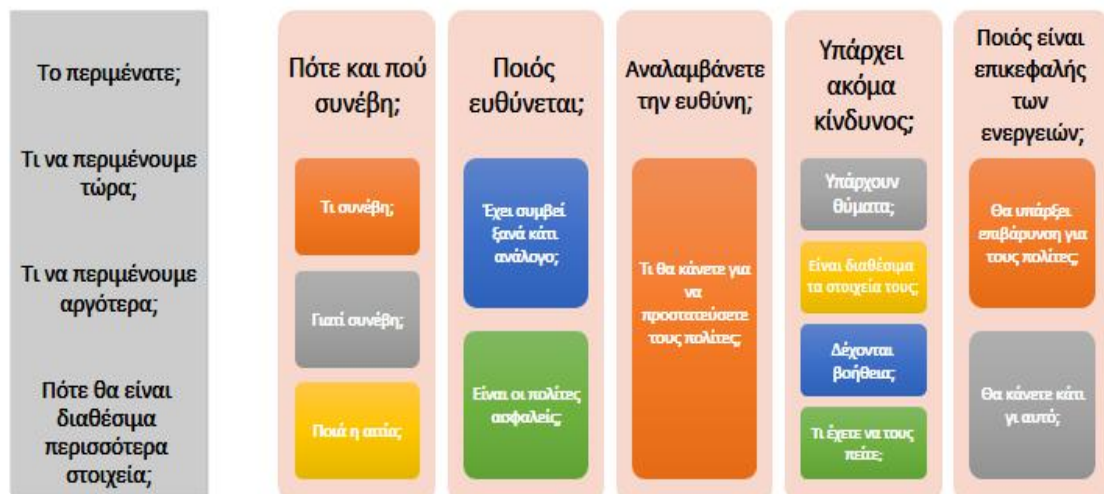 Το περιμένατε;
Τι να περιμένουμε
τώρα;
Τι να περιμένουμε
αργότερα;
Πότε θα είναι
διαθέσιμα
περισσότερα
στοιχεία;
Πότε και πού
συνέβη;
Τι συνέβη;
Γιατί συνέβη;
Ποιά η αιτία;
Ποιός
ευθύνεται;
Έχει συμβεί
ξανά κάτι
ανάλογο;
Είναι οι πολίτες
ασφαλείς;
Αναλαμβάνετε
την ευθύνη;
Τι θα κάνετε για
να
προστατεύσετε
τους πολίτες;
Υπάρχει
ακόμα
κίνδυνος;
Υπάρχουν
θύματα;
Είναι διαθέσιμα
τα στοιχεία τους;
Δέχονται
βοήθεια;
Τι έχετε να τους
πείτε;
Ποιός είναι
επικεφαλής
των
ενεργειών;
Θα υπάρξει
επιβάρυνση για
τους πολίτες;
Θα κάνετε κάτι
γι αυτό;